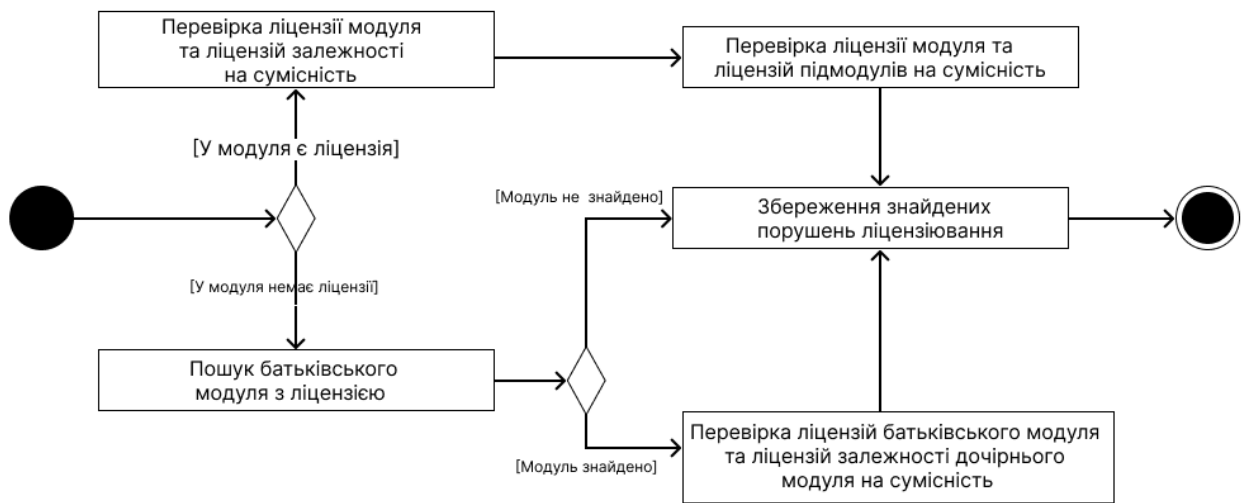 Перевірка ліцензії модуля
та ліцензій залежності
на сумісність
Перевірка ліцензії модуля та
ліцензій підмодулів на сумісність
[У модуля є ліцензія]
[Модуль не знайдено]
Збереження знайдених
порушень ліцензіювання
[У модуля немає ліцензії]
Пошук батьківського
модуля з ліцензією
[Модуль знайдено]
Перевірка ліцензій батьківського модуля
та ліцензій залежності дочірнього
модуля на сумісність